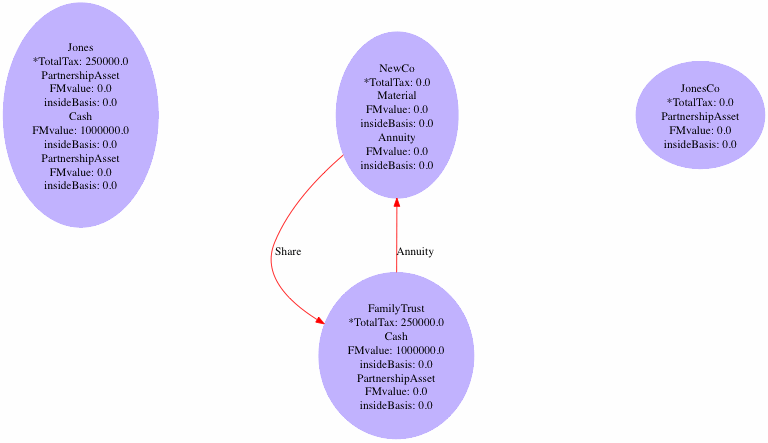 Jones
*TotalTax: 250000.0
PartnershipAsset
FMvalue: 0.0
insideBasis: 0.0
Cash
FMvalue: 1000000.0
insideBasis: 0.0
PartnershipAsset
FMvalue: 0.0
insideBasis: 0.0
NewCo
*TotalTax: 0.0
Material
FMvalue: 0.0
insideBasis: 0.0
Annuity
FMvalue: 0.0
insideBasis: 0.0
JonesCo
*TotalTax: 0.0
PartnershipAsset
FMvalue: 0.0
insideBasis: 0.0
Share
Annuity
FamilyTrust
*TotalTax: 250000.0
Cash
FMvalue: 1000000.0
insideBasis: 0.0
PartnershipAsset
FMvalue: 0.0
insideBasis: 0.0